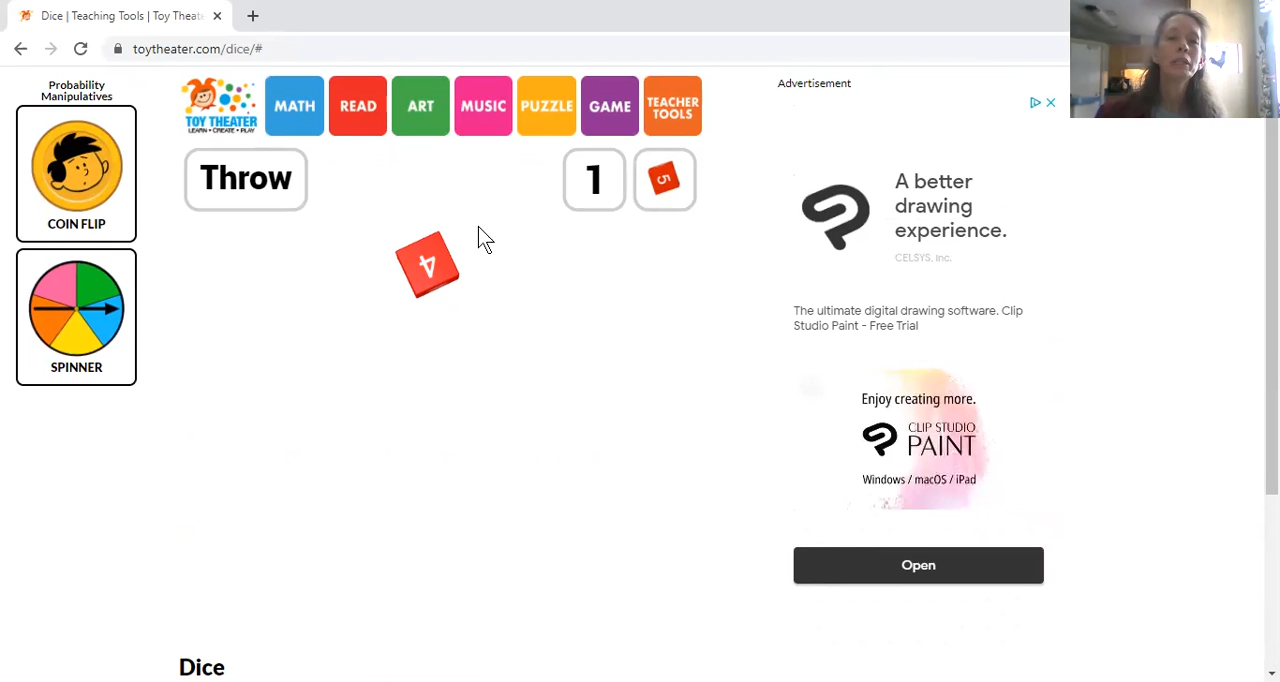 Dice | Teaching Tools | Toy Theate
toytheater.com/dice/#
Probability
Manipulatives
COIN FLIP
SPINNER
TOY THEATER
LEARN • CREATE • PLAY
MATH
READ
ART
MUSIC
PUZZLE
GAME
TEACHER
TOOLS
Throw
1
5
4
Advertisement
A better
drawing
experience.
CELSYS, Inc.
The ultimate digital drawing software. Clip
Studio Paint - Free Trial
Enjoy creating more.
CLIP STUDIO
PAINT
Windows / macOS / iPad
Open
Dice